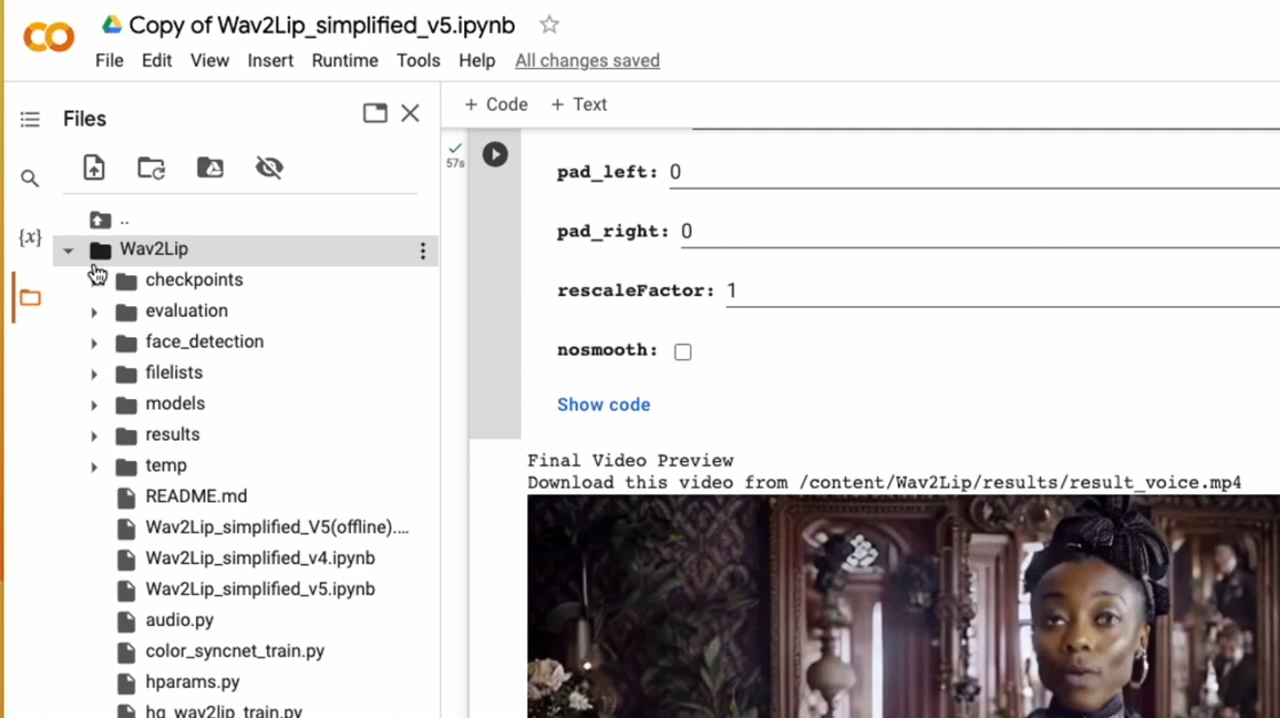 Copy of Wav2Lip_simplified_v5.ipynb
File Edit View Insert Runtime Tools Help All changes saved
Files
+ Code + Text
..
Wav2Lip
checkpoints
evaluation
face_detection
filelists
models
results
temp
README.md
Wav2Lip_simplified_V5(offline)....
Wav2Lip_simplified_v4.ipynb
Wav2Lip_simplified_v5.ipynb
audio.py
color_syncnet_train.py
hparams.py
hq_wav2lip_train.py
{x}
57s
pad_left: 0
pad_right: 0
rescaleFactor: 1
nosmooth:
Show code
Final Video Preview
Download this video from /content/Wav2Lip/results/result_voice.mp4